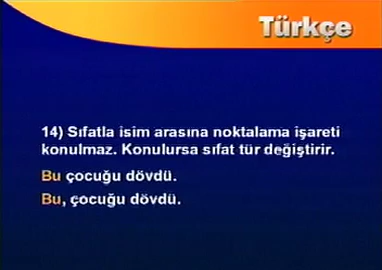 Türkçe
14) Sıfatla isim arasına noktalama işareti
konulmaz. Konulursa sıfat tür değiştirir.
Bu çocuğu dövdü.
Bu, çocuğu dövdü.